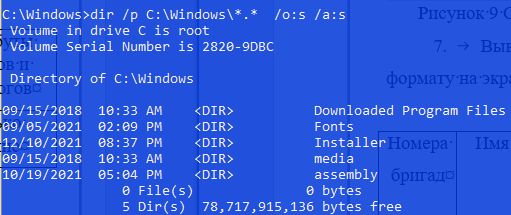 C:\Windows>dir /p C:\Windows\*.* /o:s /a:s
Volume in drive C is root
Volume Serial Number is 2820-9DBC
Directory of C:\Windows
09/15/2018 10:33 AM <DIR> Downloaded Program Files
09/05/2021 02:09 PM <DIR> Fonts
12/10/2021 08:37 PM <DIR> Installer
09/15/2018 10:33 AM <DIR> media
10/19/2021 05:04 PM <DIR> assembly
0 File(s) 0 bytes
5 Dir(s) 78,717,915,136 bytes free
Рисунок·9
7. →
формату·на·экра
Номера·
бригад¤
Имя